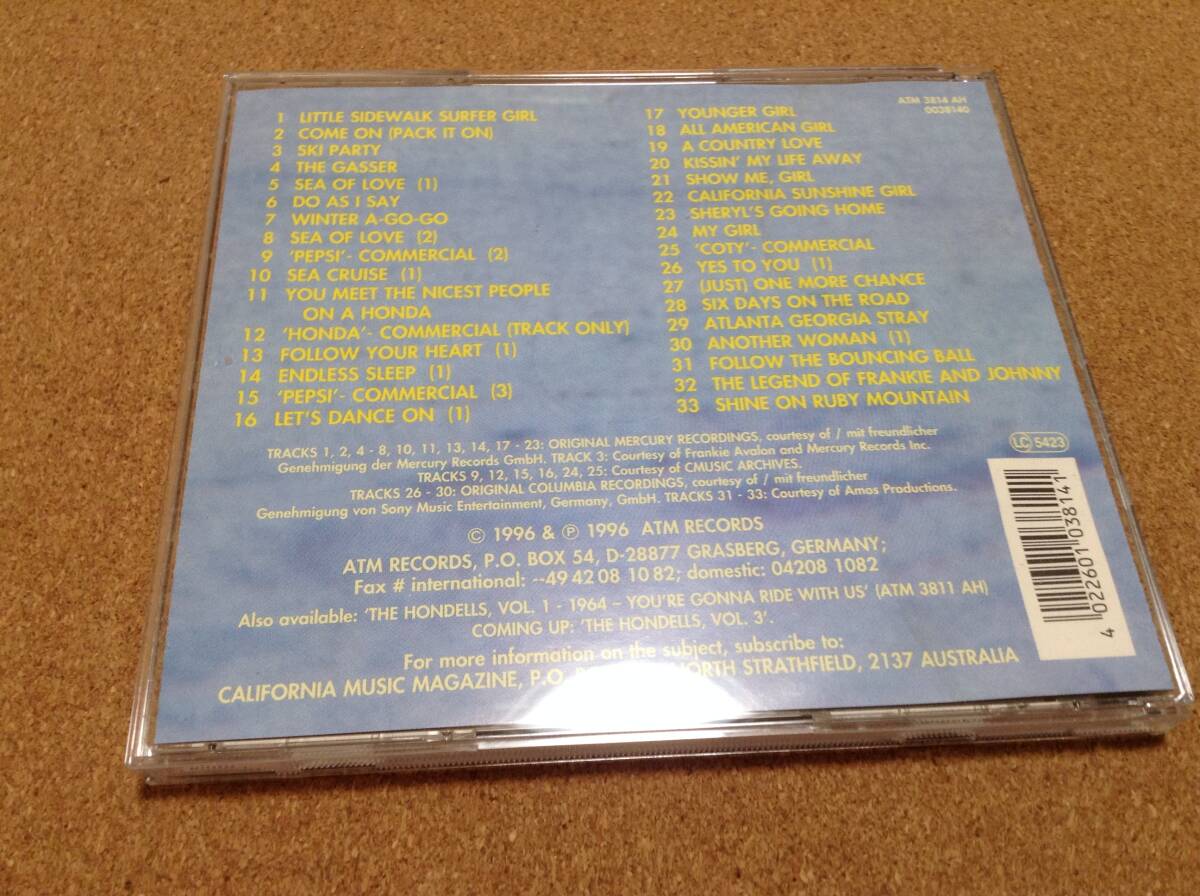 1 LITTLE SIDEWALK SURFER GIRL
2 COME ON (PACK IT ON)
3 SKI PARTY
4 THE GASSER
5 SEA OF LOVE (1)
6 DO AS I SAY
7 WINTER A-GO-GO
8 SEA OF LOVE (2)
9 'PEPSI'- COMMERCIAL (2)
10 SEA CRUISE (1)
11 YOU MEET THE NICEST PEOPLE
ON A HONDA
12 'HONDA'- COMMERCIAL (TRACK ONLY)
13 FOLLOW YOUR HEART (1)
14 ENDLESS SLEEP (1)
15 'PEPSI'- COMMERCIAL (3)
16 LET'S DANCE ON (1)
17 YOUNGER GIRL
18 ALL AMERICAN GIRL
19 A COUNTRY LOVE
20 KISSIN' MY LIFE AWAY
21 SHOW ME, GIRL
22 CALIFORNIA SUNSHINE GIRL
23 SHERYL'S GOING HOME
24 MY GIRL
25 'COTY'- COMMERCIAL
26 YES TO YOU (1)
27 (JUST) ONE MORE CHANCE
28 SIX DAYS ON THE ROAD
29 ATLANTA GEORGIA STRAY
30 ANOTHER WOMAN (1)
31 FOLLOW THE BOUNCING BALL
32 THE LEGEND OF FRANKIE AND JOHNNY
33 SHINE ON RUBY MOUNTAIN
ATM 3814 AH
0038140
TRACKS 1, 2, 4 - 8, 10, 11, 13, 14, 17 - 23: ORIGINAL MERCURY RECORDINGS, courtesy of / mit freundlicher
Genehmigung der Mercury Records GmbH. TRACK 3: Courtesy of Frankie Avalon and Mercury Records Inc.
TRACKS 9, 12, 15, 16, 24, 25: Courtesy of CMUSIC ARCHIVES.
TRACKS 26 - 30: ORIGINAL COLUMBIA RECORDINGS, courtesy of / mit freundlicher
Genehmigung von Sony Music Entertainment, Germany, GmbH. TRACKS 31 - 33: Courtesy of Amos Productions.
LC 5423
© 1996 & ℗ 1996 ATM RECORDS
ATM RECORDS, P.O. BOX 54, D-28877 GRASBERG, GERMANY;
Fax # international: --49 42 08 10 82; domestic: 04208 1082
Also available: 'THE HONDELLS, VOL. 1 - 1964 – YOU'RE GONNA RIDE WITH US' (ATM 3811 AH)
COMING UP: 'THE HONDELLS, VOL. 3'.
For more information on the subject, subscribe to:
CALIFORNIA MUSIC MAGAZINE, P.O. NORTH STRATHFIELD, 2137 AUSTRALIA
4 022601 038141